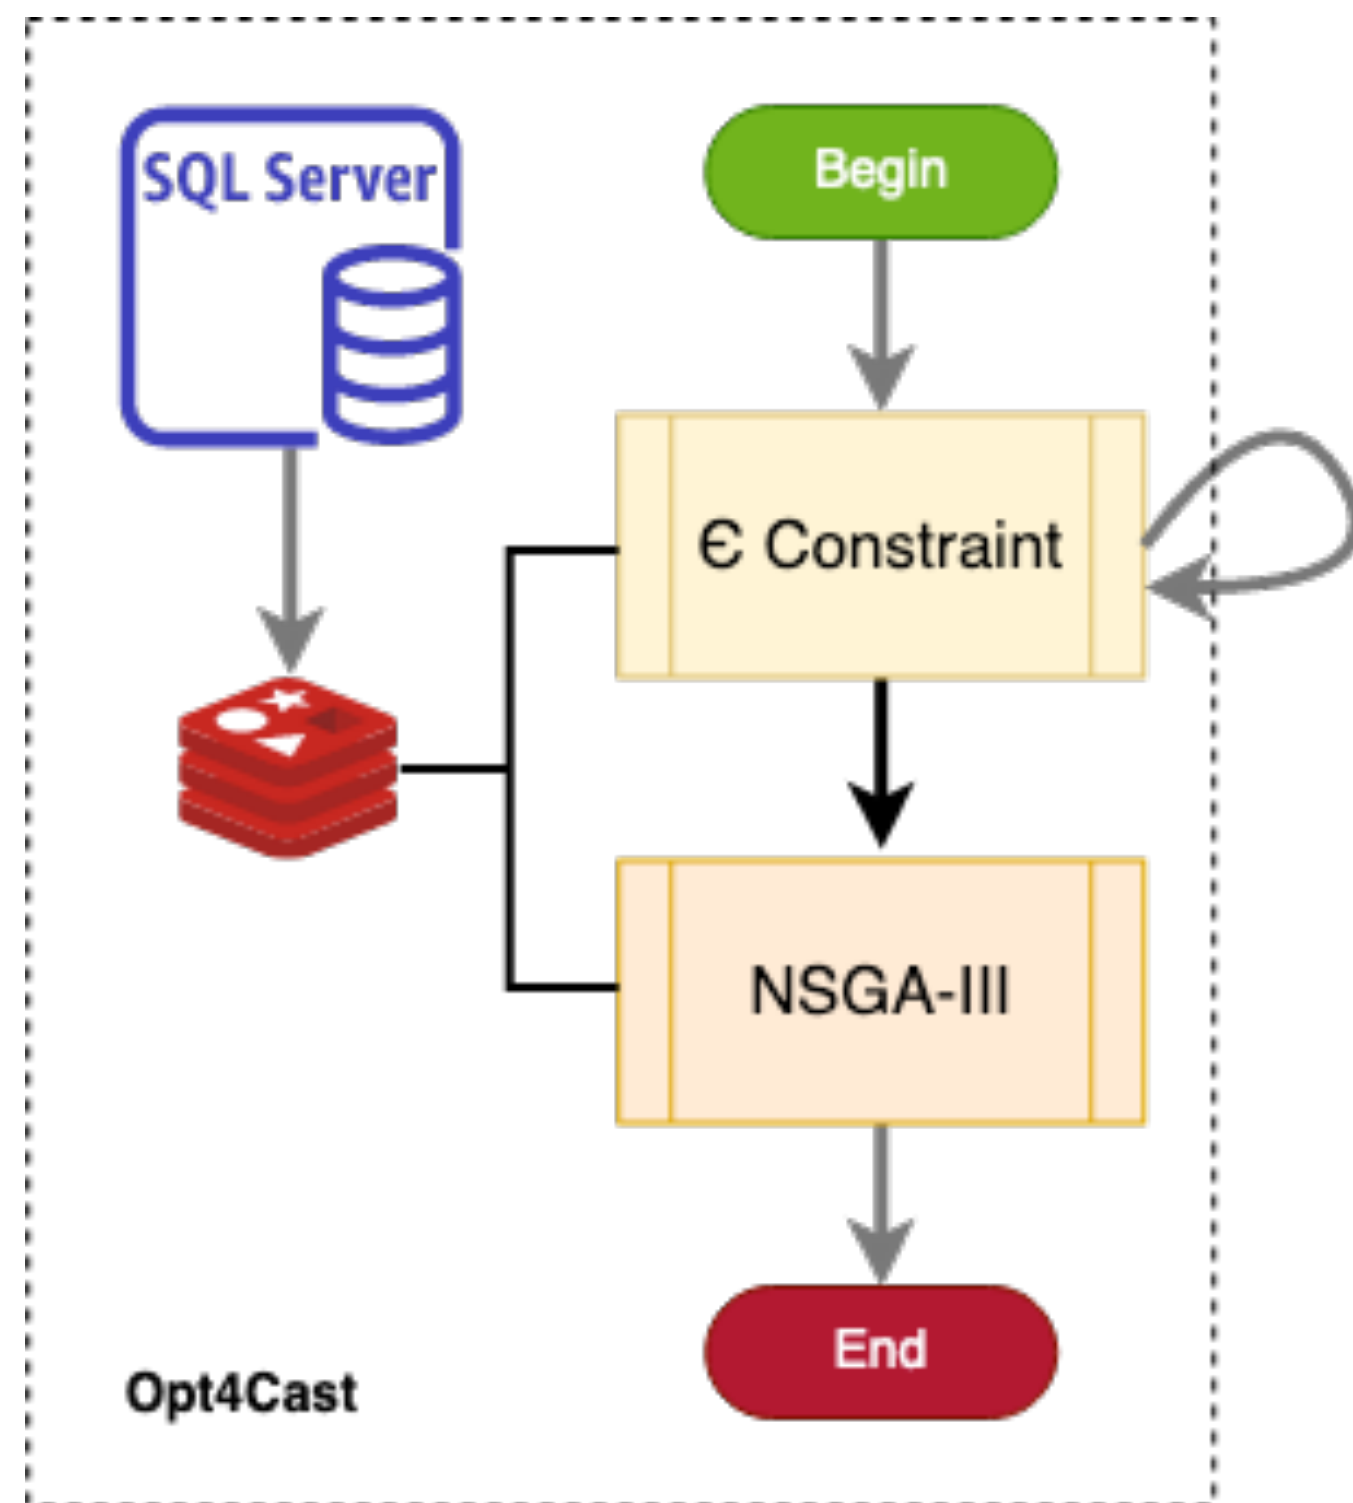 SQL Server
Begin
Є Constraint
NSGA-III
End
Opt4Cast